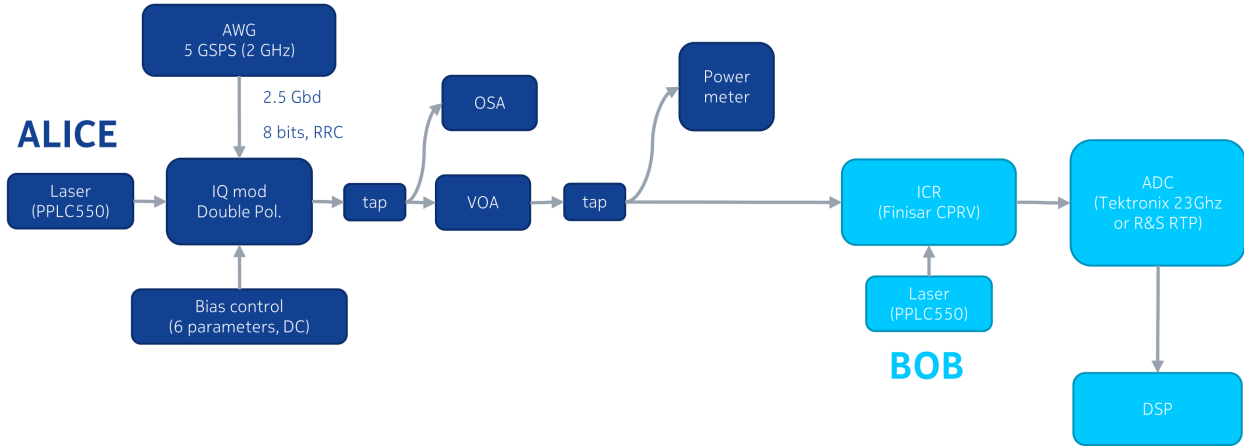 AWG
5 GSPS (2 GHz)
2.5 Gbd
8 bits, RRC
OSA
Power
meter
ALICE
Laser
(PPLC550)
IQ mod
Double Pol.
tap
VOA
tap
ICR
(Finisar CPRV)
ADC
(Tektronix 23Ghz
or R&S RTP)
Bias control
(6 parameters, DC)
Laser
(PPLC550)
BOB
DSP